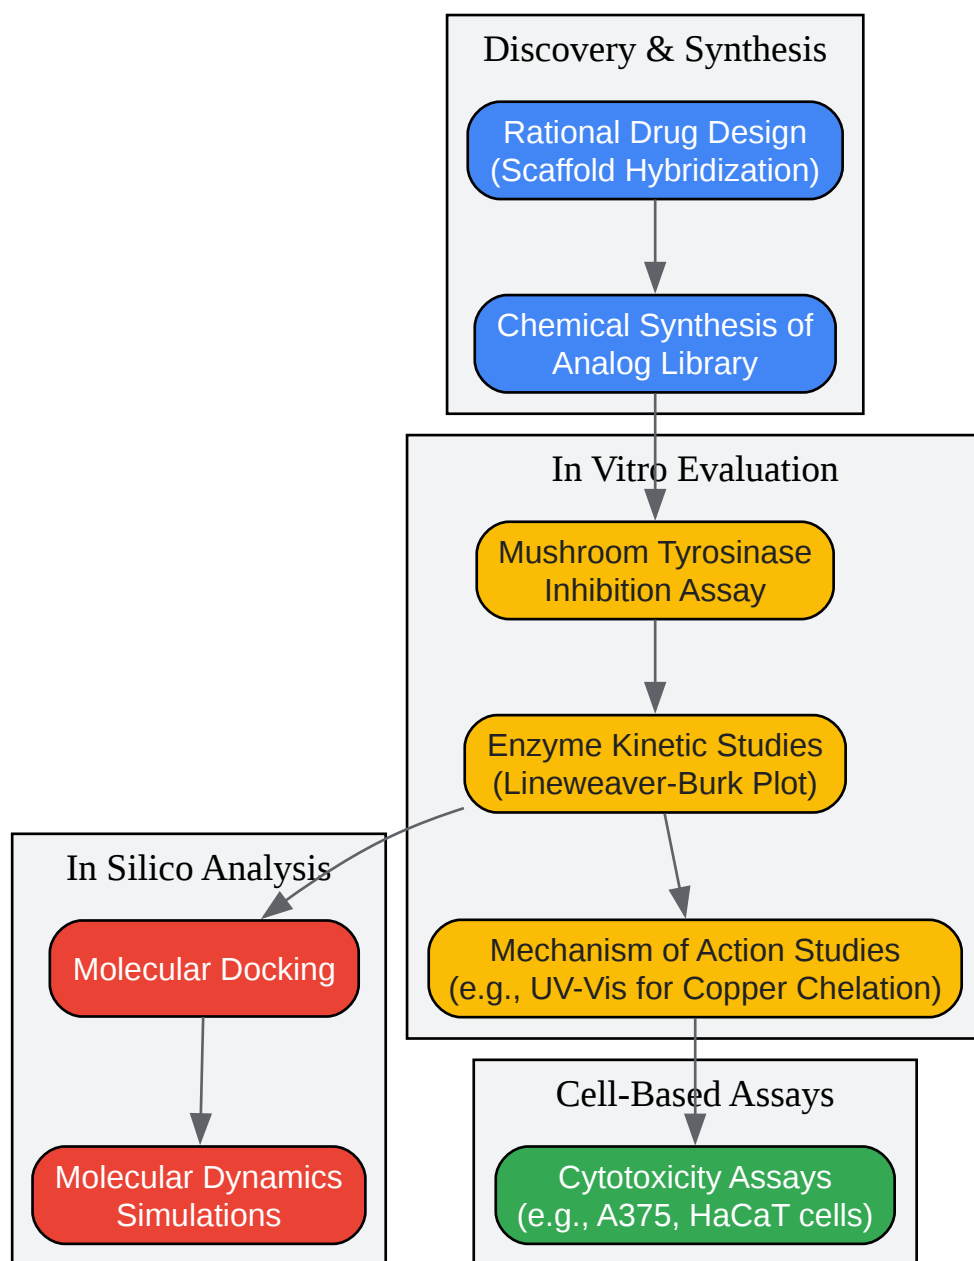 Discovery & Synthesis
Rational Drug Design
(Scaffold Hybridization)
Chemical Synthesis of
Analog Library
In Vitro Evaluation
Mushroom Tyrosinase
Inhibition Assay
Enzyme Kinetic Studies
(Lineweaver-Burk Plot)
In Silico Analysis
Molecular Docking
Mechanism of Action Studies
(e.g., UV-Vis for Copper Chelation)
Cell-Based Assays
Molecular Dynamics
Simulations
Cytotoxicity Assays
(e.g., A375, HaCaT cells)